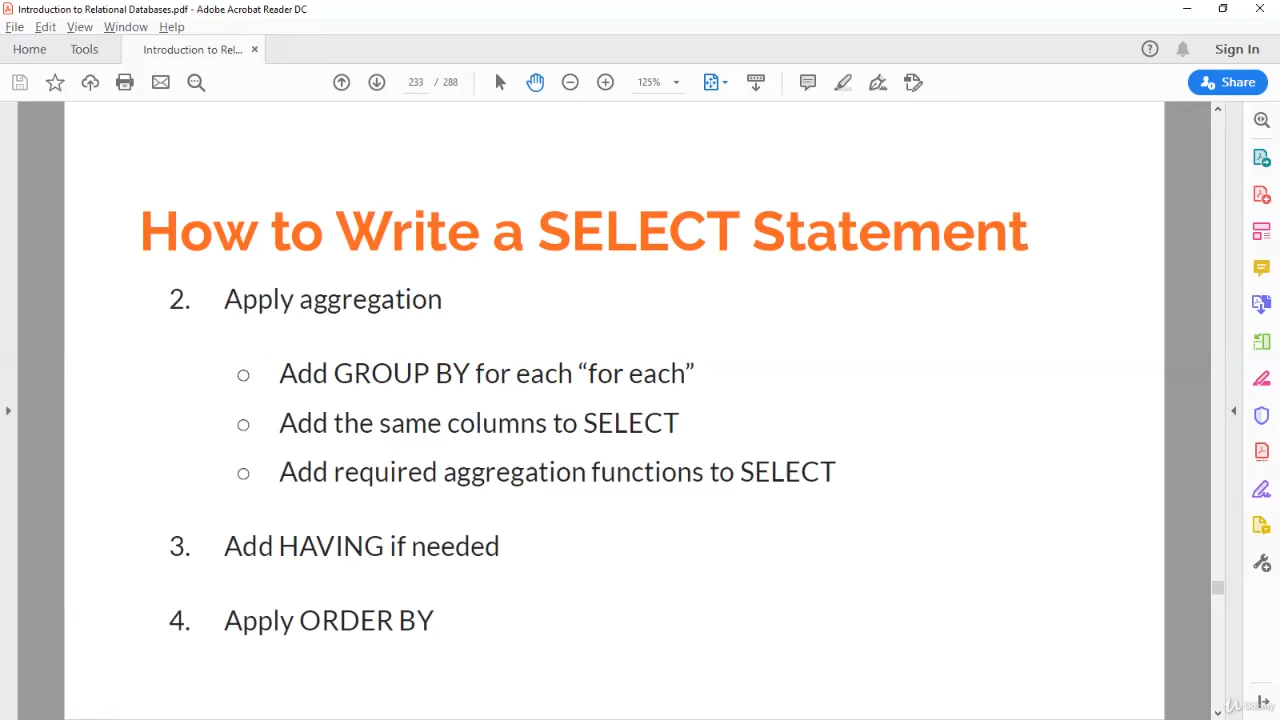 Introduction to Relational Databases.pdf - Adobe Acrobat Reader DC
File Edit View Window Help
Home Tools Introduction to Rel... × Sign In
233 / 288 125% Share
How to Write a SELECT Statement
2. Apply aggregation
○ Add GROUP BY for each “for each”
○ Add the same columns to SELECT
○ Add required aggregation functions to SELECT
3. Add HAVING if needed
4. Apply ORDER BY
Udemy